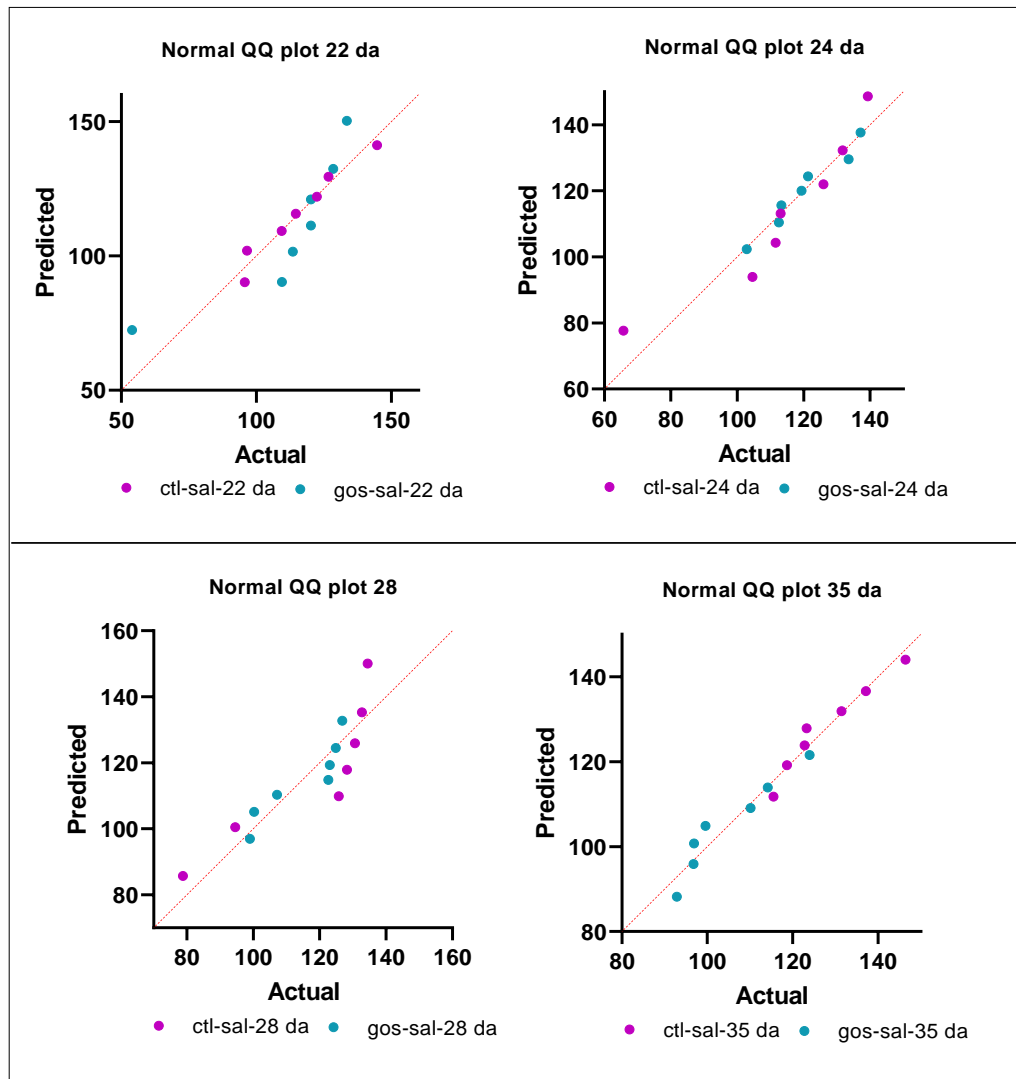 Normal QQ plot 22 da
150
100
50
Predicted
50 100 150
Actual
ctl-sal-22 da gos-sal-22 da
Normal QQ plot 24 da
140
120
100
80
60
Predicted
60 80 100 120 140
Actual
ctl-sal-24 da gos-sal-24 da
Normal QQ plot 28
160
140
120
100
80
Predicted
80 100 120 140 160
Actual
ctl-sal-28 da gos-sal-28 da
Normal QQ plot 35 da
140
120
100
80
Predicted
80 100 120 140
Actual
ctl-sal-35 da gos-sal-35 da